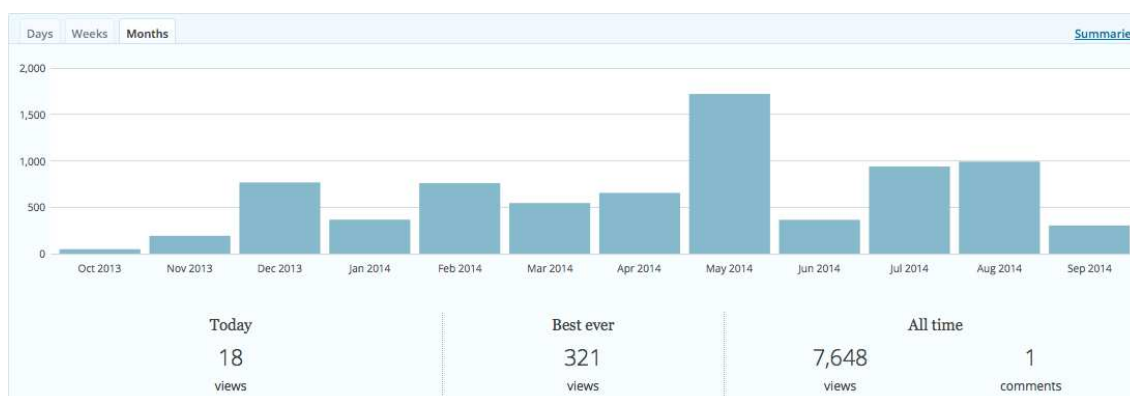 Days Weeks Months Summarie
2,000
1,500
1,000
500
0
Oct 2013 Nov 2013 Dec 2013 Jan 2014 Feb 2014 Mar 2014 Apr 2014 May 2014 Jun 2014 Jul 2014 Aug 2014 Sep 2014
Today Best ever All time
18 321 7,648 1
views views views comments